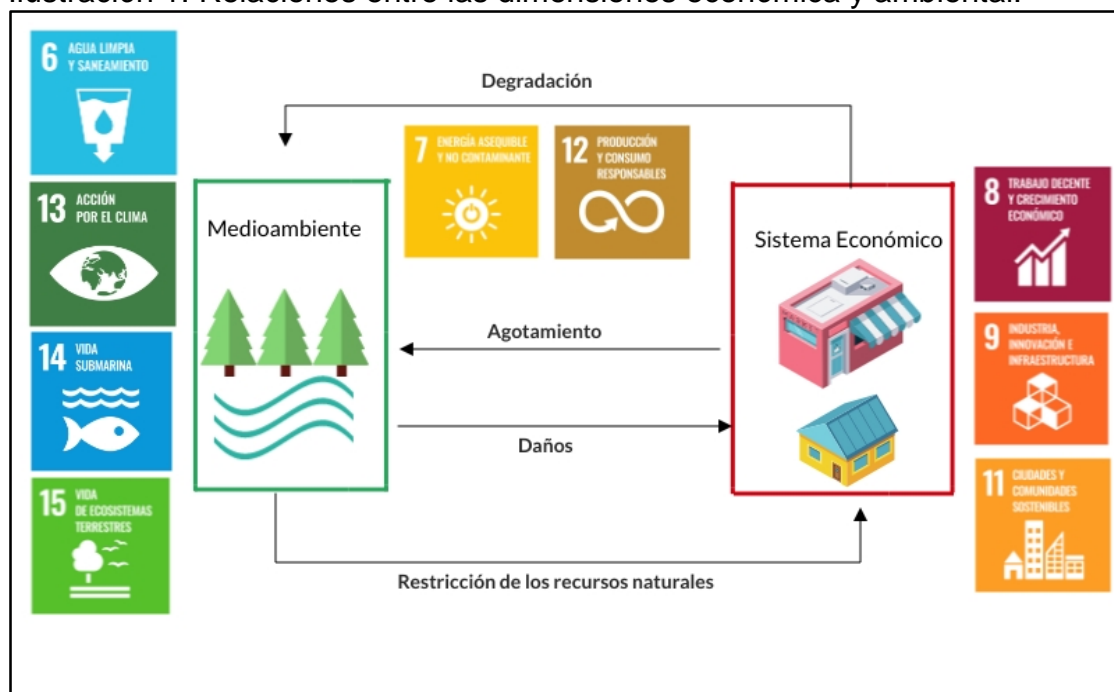 Ilustración 1. Relaciones entre las dimensiones económica y ambiental.
6 AGUA LIMPIA
Y SANEAMIENTO
Degradación
7 ENERGÍA ASEQUIBLE
Y NO CONTAMINANTE
12 PRODUCCIÓN
Y CONSUMO
RESPONSABLES
13 ACCIÓN
POR EL CLIMA
Medioambiente
Sistema Económico
8 TRABAJO DECENTE
Y CRECIMIENTO
ECONÓMICO
Agotamiento
14 VIDA
SUBMARINA
9 INDUSTRIA,
INNOVACIÓN E
INFRAESTRUCTURA
Daños
15 VIDA
DE ECOSISTEMAS
TERRESTRES
11 CIUDADES Y
COMUNIDADES
SOSTENIBLES
Restricción de los recursos naturales